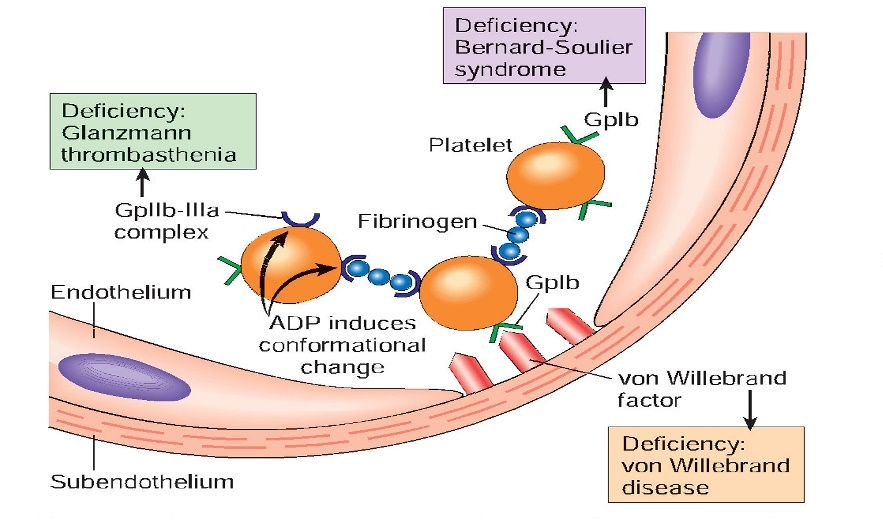 Deficiency:
Bernard-Soulier
syndrome
Deficiency:
Glanzmann
thrombasthenia
GpIb
Platelet
GpIIb-IIIa
complex
Fibrinogen
GpIb
Endothelium
ADP induces
conformational
change
von Willebrand
factor
Deficiency:
von Willebrand
disease
Subendothelium